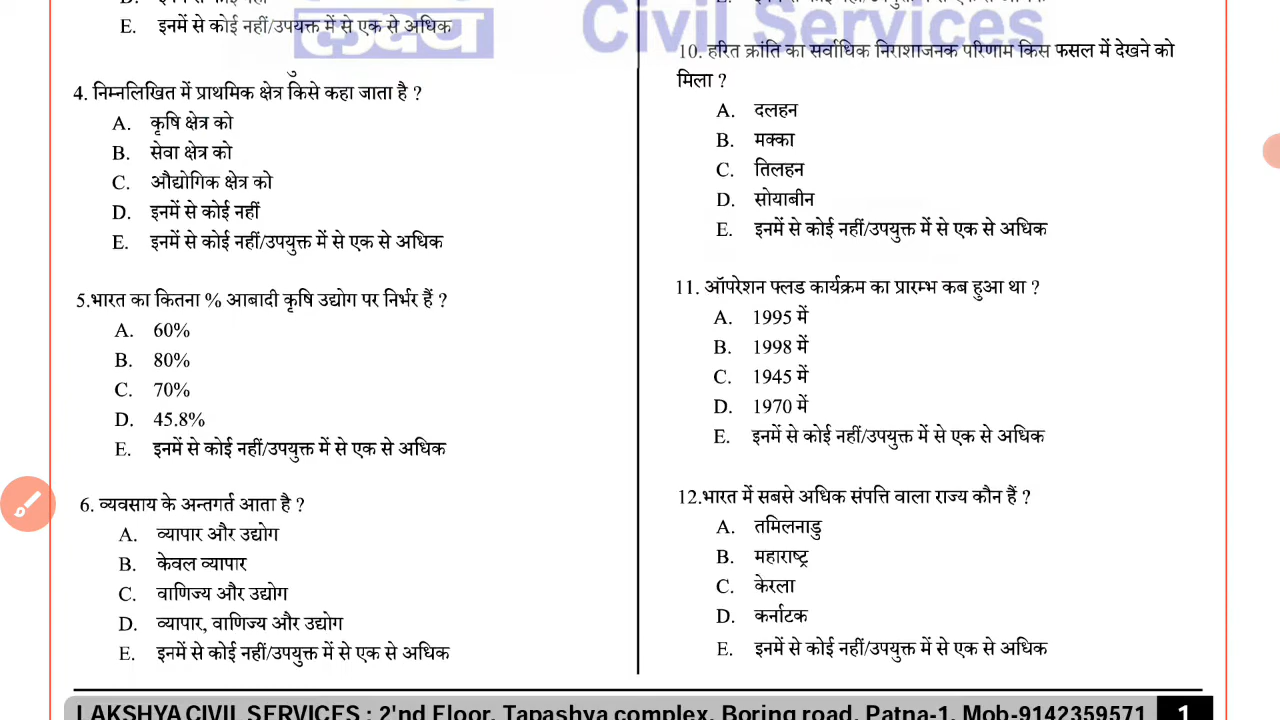 E. इनमें से कोई नहीं/उपयुक्त में से एक से अधिक
4. निम्नलिखित में प्राथमिक क्षेत्र किसे कहा जाता है ?
A. कृषि क्षेत्र को
B. सेवा क्षेत्र को
C. औद्योगिक क्षेत्र को
D. इनमें से कोई नहीं
E. इनमें से कोई नहीं/उपयुक्त में से एक से अधिक
5.भारत का कितना % आबादी कृषि उद्योग पर निर्भर हैं ?
A. 60%
B. 80%
C. 70%
D. 45.8%
E. इनमें से कोई नहीं/उपयुक्त में से एक से अधिक
6. व्यवसाय के अन्तगर्त आता है ?
A. व्यापार और उद्योग
B. केवल व्यापार
C. वाणिज्य और उद्योग
D. व्यापार, वाणिज्य और उद्योग
E. इनमें से कोई नहीं/उपयुक्त में से एक से अधिक
Civil Services
10. हरित क्रांति का सर्वाधिक निराशाजनक परिणाम किस फसल में देखने को
मिला ?
A. दलहन
B. मक्का
C. तिलहन
D. सोयाबीन
E. इनमें से कोई नहीं/उपयुक्त में से एक से अधिक
11. ऑपरेशन फ्लड कार्यक्रम का प्रारम्भ कब हुआ था ?
A. 1995 में
B. 1998 में
C. 1945 में
D. 1970 में
E. इनमें से कोई नहीं/उपयुक्त में से एक से अधिक
12.भारत में सबसे अधिक संपत्ति वाला राज्य कौन हैं ?
A. तमिलनाडु
B. महाराष्ट्र
C. केरला
D. कर्नाटक
E. इनमें से कोई नहीं/उपयुक्त में से एक से अधिक
LAKSHYA CIVIL SERVICES : 2'nd Floor, Tapashya complex, Boring road, Patna-1, Mob-9142359571 1